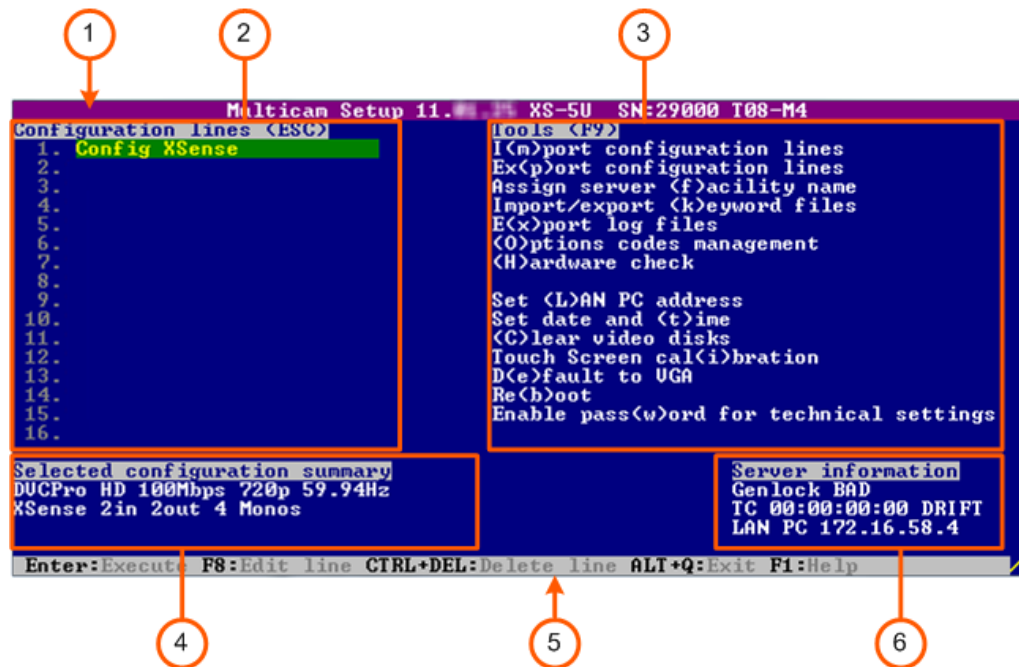 1 2 3
Multicam Setup 11. XS-5U SN:29000 T08-M4
Configuration lines (ESC)
1. Config XSense
2.
3.
4.
5.
6.
7.
8.
9.
10.
11.
12.
13.
14.
15.
16.
Tools (F9)
I(m)port configuration lines
Ex(p)ort configuration lines
Assign server (f)acility name
Import/export (k)eyword files
E(x)port log files
(O)ptions codes management
(H)ardware check
Set (L)AN PC address
Set date and (t)ime
(C)lear video disks
Touch Screen cal(i)bration
D(e)fault to VGA
Re(b)oot
Enable pass(w)ord for technical settings
Selected configuration summary
DVCPro HD 100Mbps 720p 59.94Hz
XSense 2in 2out 4 Monos
Server information
Genlock BAD
TC 00:00:00:00 DRIFT
LAN PC 172.16.58.4
Enter:Execute F8:Edit line CTRL+DEL:Delete line ALT+Q:Exit F1:Help
4 5 6